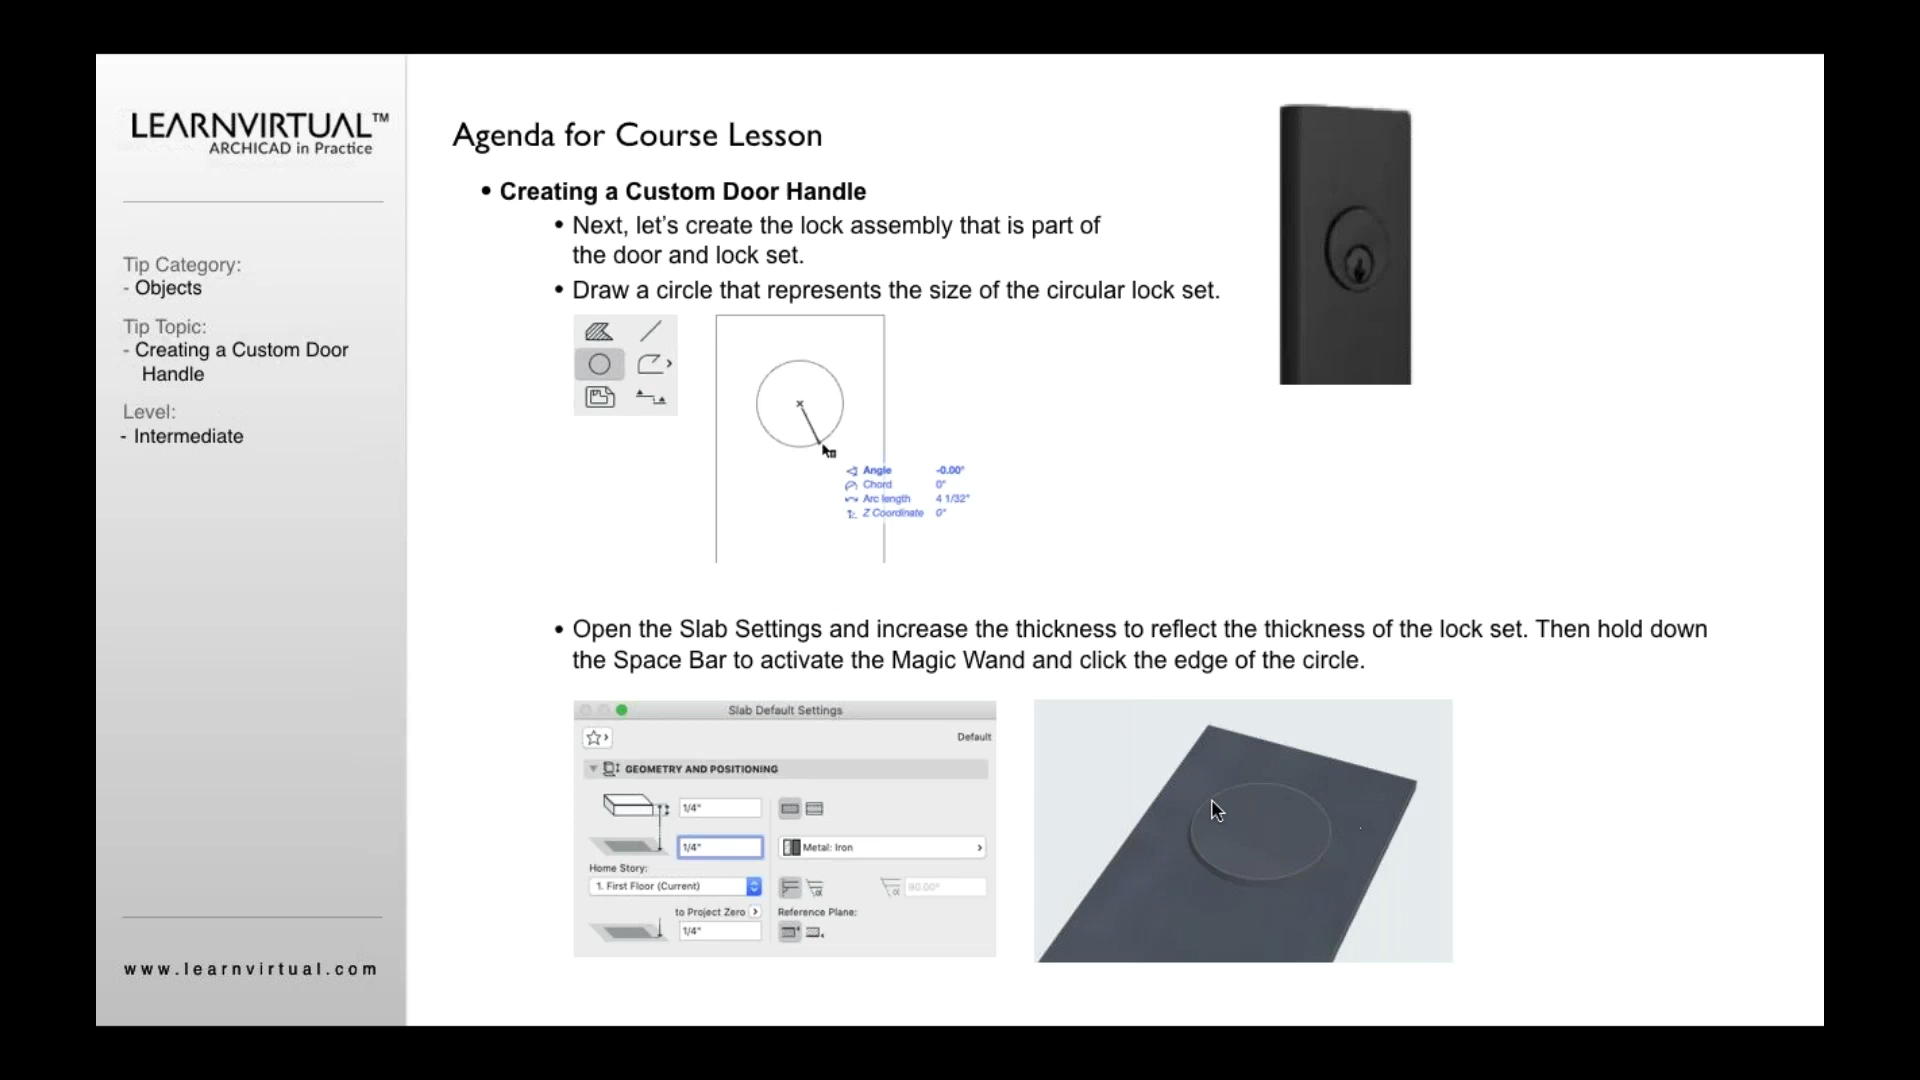 LEARNVIRTUAL™
ARCHICAD in Practice
Tip Category:
- Objects
Tip Topic:
- Creating a Custom Door
Handle
Level:
- Intermediate
www.learnvirtual.com
Agenda for Course Lesson
• Creating a Custom Door Handle
• Next, let's create the lock assembly that is part of
the door and lock set.
• Draw a circle that represents the size of the circular lock set.
Angle -0.00°
Chord 0"
Arc length 4 1/32"
Z Coordinate 0"
• Open the Slab Settings and increase the thickness to reflect the thickness of the lock set. Then hold down
the Space Bar to activate the Magic Wand and click the edge of the circle.
Slab Default Settings
Default
GEOMETRY AND POSITIONING
1/4"
1/4"
Metal: Iron
Home Story:
1. First Floor (Current)
90.00°
to Project Zero
Reference Plane:
1/4"